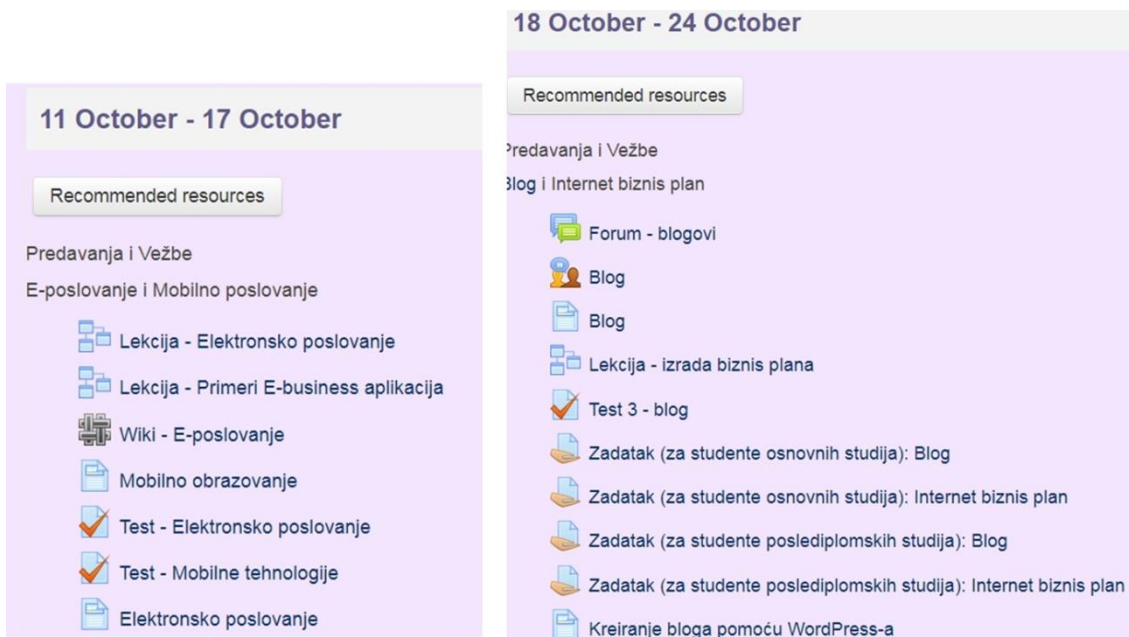 11 October - 17 October
Recommended resources
Predavanja i Vežbe
E-poslovanje i Mobilno poslovanje
Lekcija - Elektronsko poslovanje
Lekcija - Primeri E-business aplikacija
Wiki - E-poslovanje
Mobilno obrazovanje
Test - Elektronsko poslovanje
Test - Mobilne tehnologije
Elektronsko poslovanje
18 October - 24 October
Recommended resources
Predavanja i Vežbe
Blog i Internet biznis plan
Forum - blogovi
Blog
Blog
Lekcija - izrada biznis plana
Test 3 - blog
Zadatak (za studente osnovnih studija): Blog
Zadatak (za studente osnovnih studija): Internet biznis plan
Zadatak (za studente poslediplomskih studija): Blog
Zadatak (za studente poslediplomskih studija): Internet biznis plan
Kreiranje bloga pomoću WordPress-a